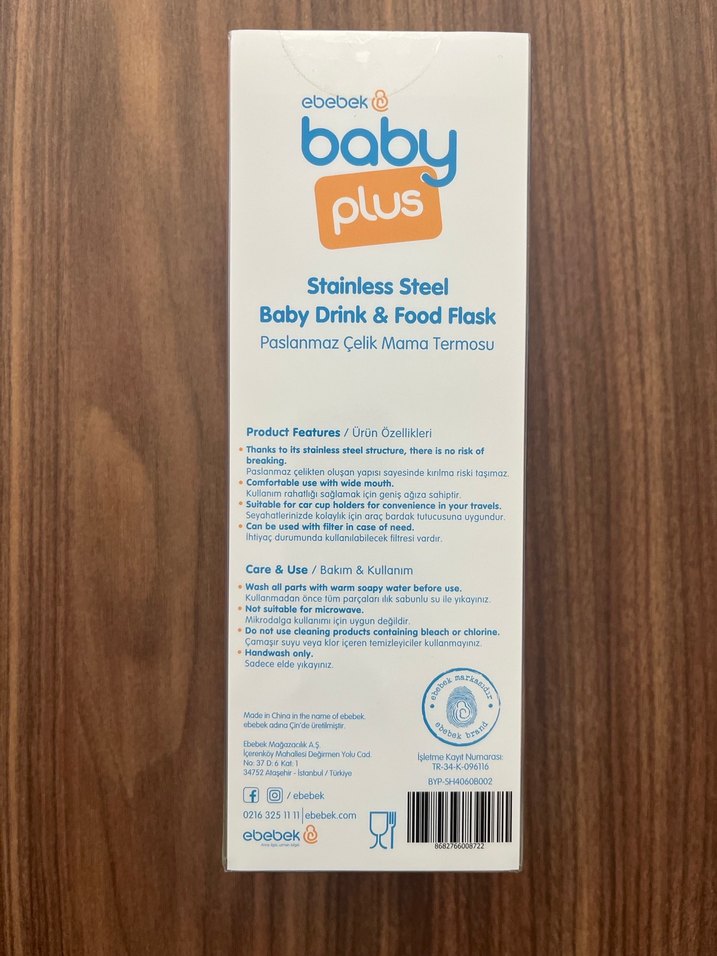 ebebek
baby
plus
Stainless Steel
Baby Drink & Food Flask
Paslanmaz Çelik Mama Termosu
Product Features / Ürün Özellikleri
• Thanks to its stainless steel structure, there is no risk of
breaking.
Paslanmaz çelikten oluşan yapısı sayesinde kırılma riski taşımaz.
• Comfortable use with wide mouth.
Kullanım rahatlığı sağlamak için geniş ağıza sahiptir.
• Suitable for car cup holders for convenience in your travels.
Seyahatlerinizde kolaylık için araç bardak tutucusuna uygundur.
• Can be used with filter in case of need.
İhtiyaç durumunda kullanılabilecek filtresi vardır.
Care & Use / Bakım & Kullanım
• Wash all parts with warm soapy water before use.
Kullanmadan önce tüm parçaları ılık sabunlu su ile yıkayınız.
• Not suitable for microwave.
Mikrodalga kullanımı için uygun değildir.
• Do not use cleaning products containing bleach or chlorine.
Çamaşır suyu veya klor içeren temizleyiciler kullanmayınız.
• Handwash only.
Sadece elde yıkayınız.
• ebebek markasıdır •
ebebek brand
Made in China in the name of ebebek.
ebebek adına Çin'de üretilmiştir.
Ebebek Mağazacılık A.Ş.
İçerenköy Mahallesi Değirmen Yolu Cad.
No: 37 D: 6 Kat: 1
34752 Ataşehir - İstanbul / Türkiye
/ ebebek
0216 325 11 11 | ebebek.com
ebebek
İşletme Kayıt Numarası:
TR-34-K-096116
BYP-SH4060B002
8682766008722